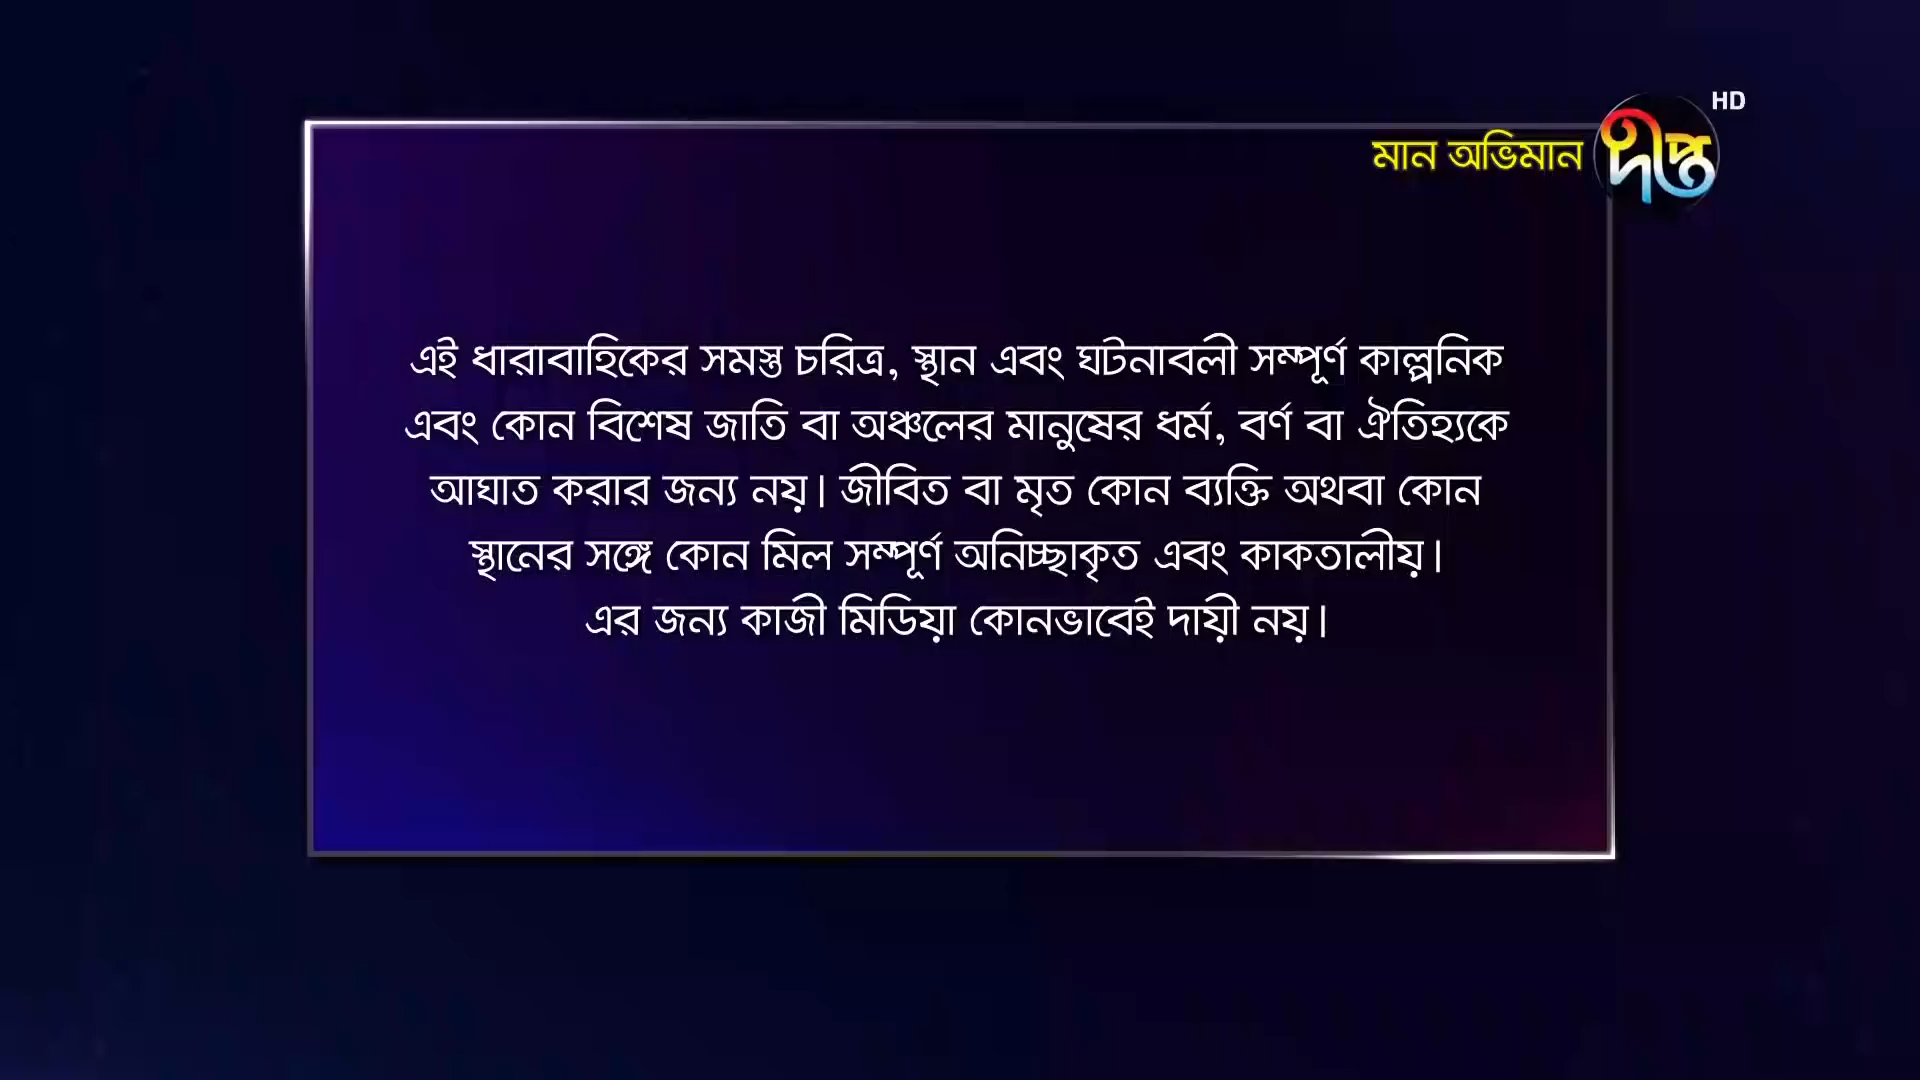 HD
মান অভিমান দীপ্ত
এই ধারাবাহিকের সমস্ত চরিত্র, স্থান এবং ঘটনাবলী সম্পূর্ণ কাল্পনিক
এবং কোন বিশেষ জাতি বা অঞ্চলের মানুষের ধর্ম, বর্ণ বা ঐতিহ্যকে
আঘাত করার জন্য নয়। জীবিত বা মৃত কোন ব্যক্তি অথবা কোন
স্থানের সঙ্গে কোন মিল সম্পূর্ণ অনিচ্ছাকৃত এবং কাকতালীয়।
এর জন্য কাজী মিডিয়া কোনভাবেই দায়ী নয়।